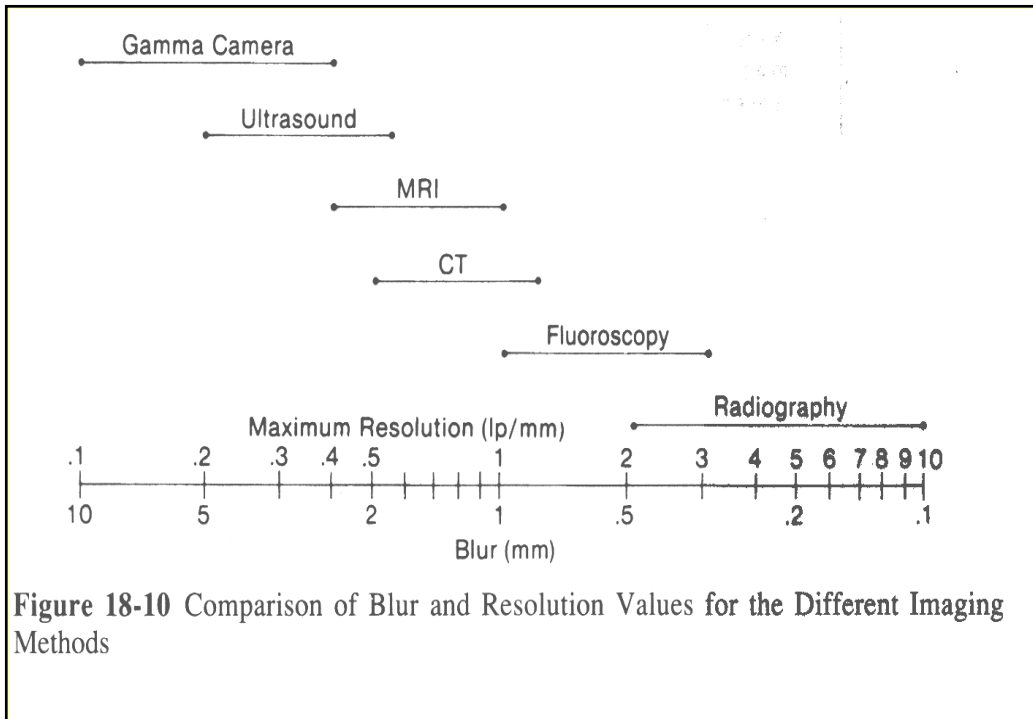 Gamma Camera
Ultrasound
MRI
CT
Fluoroscopy
Radiography
Maximum Resolution (lp/mm)
.1 .2 .3 .4 .5 1 2 3 4 5 6 7 8 9 10
10 5 2 1 .5 .2 .1
Blur (mm)
Figure 18-10 Comparison of Blur and Resolution Values for the Different Imaging
Methods